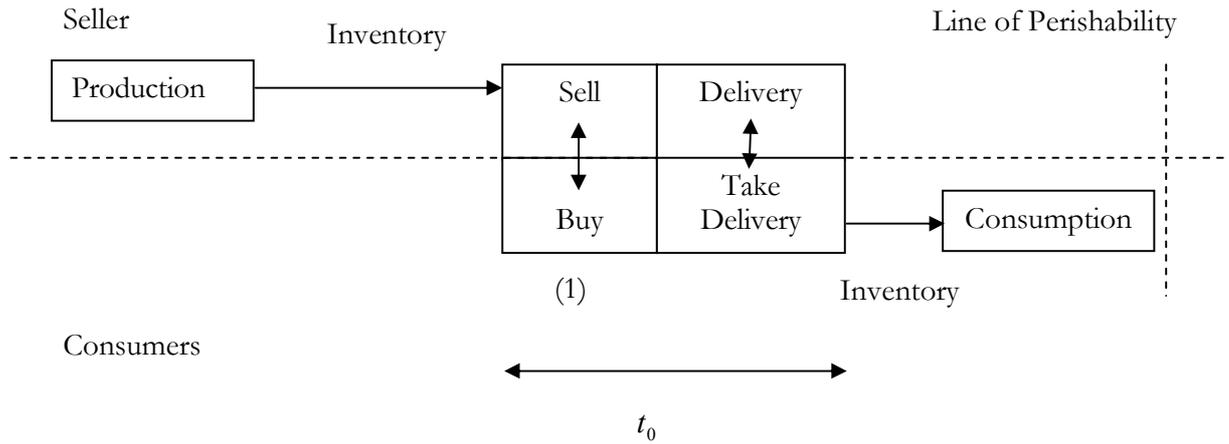 Seller
Line of Perishability
Inventory
Production
Sell
Delivery
Buy
Take
Delivery
Consumption
(1)
Inventory
Consumers
t₀